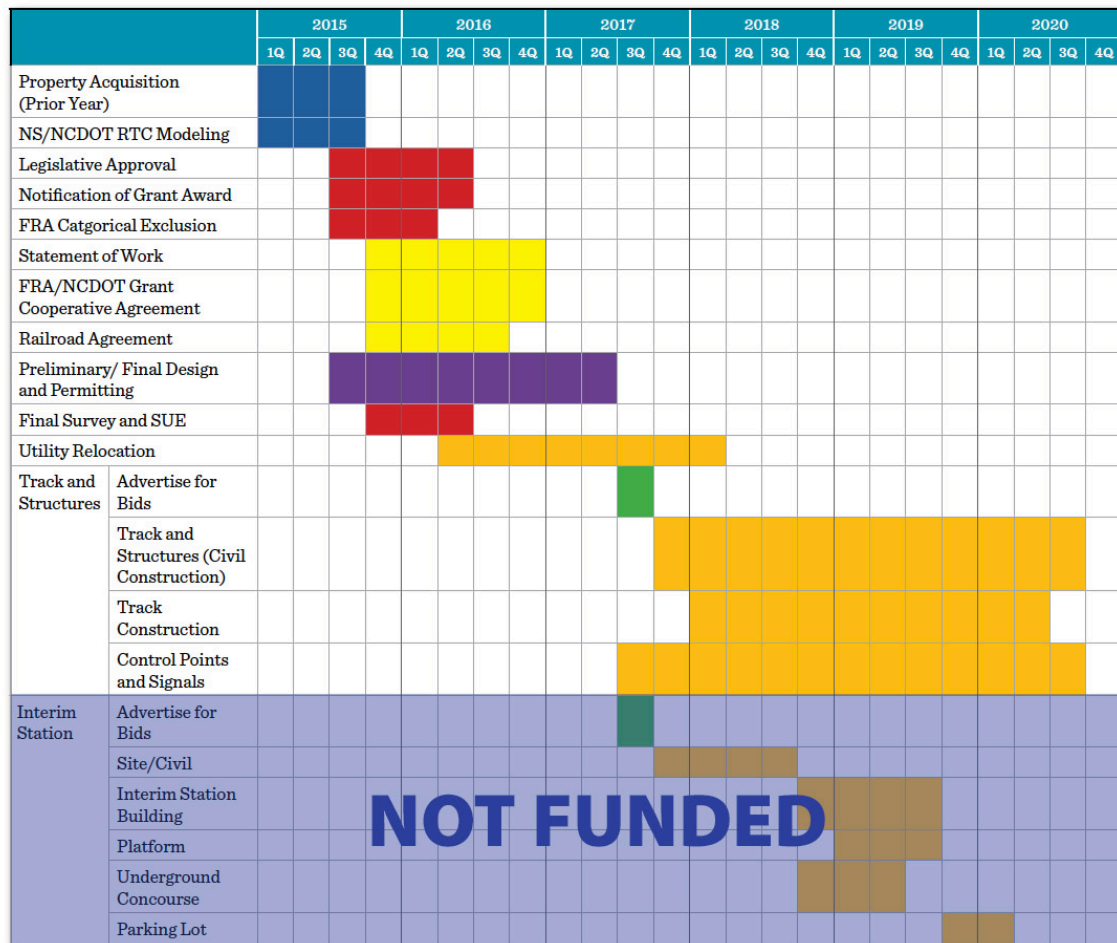 2015 2016 2017 2018 2019 2020
1Q 2Q 3Q 4Q 1Q 2Q 3Q 4Q 1Q 2Q 3Q 4Q 1Q 2Q 3Q 4Q 1Q 2Q 3Q 4Q 1Q 2Q 3Q 4Q
Property Acquisition
(Prior Year)
NS/NCDOT RTC Modeling
Legislative Approval
Notification of Grant Award
FRA Catgorical Exclusion
Statement of Work
FRA/NCDOT Grant
Cooperative Agreement
Railroad Agreement
Preliminary/ Final Design
and Permitting
Final Survey and SUE
Utility Relocation
Track and
Structures
Advertise for
Bids
Track and
Structures (Civil
Construction)
Track
Construction
Control Points
and Signals
Interim
Station
Advertise for
Bids
Site/Civil
Interim Station
Building
Platform
Underground
Concourse
Parking Lot
NOT FUNDED